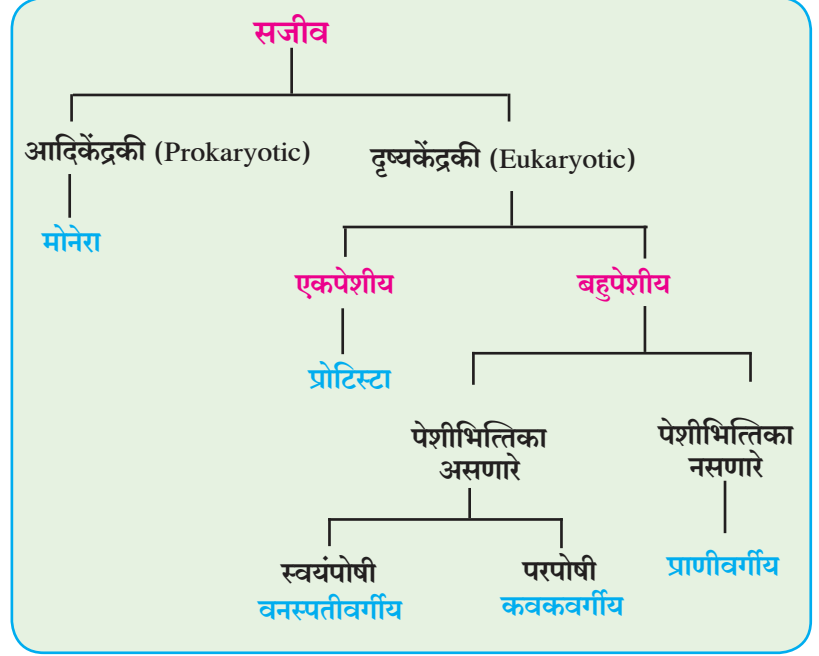 सजीव
आदिकेंद्रकी (Prokaryotic)
दृष्यकेंद्रकी (Eukaryotic)
मोनेरा
एकपेशीय
बहुपेशीय
प्रोटिस्टा
पेशीभित्तिका
असणारे
पेशीभित्तिका
नसणारे
स्वयंपोषी
वनस्पतीवर्गीय
परपोषी
कवकवर्गीय
प्राणीवर्गीय